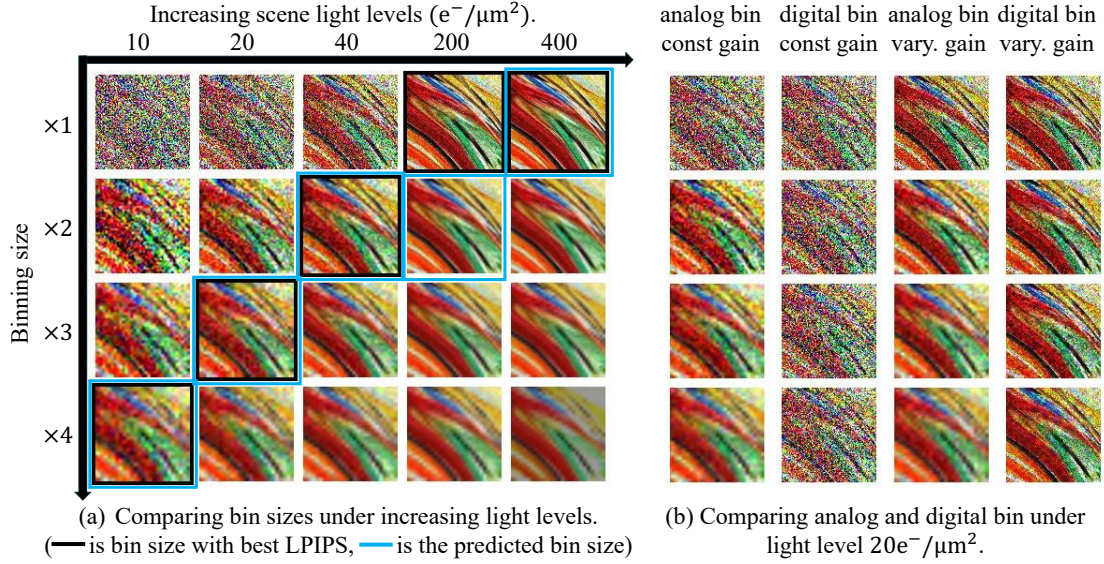 Increasing scene light levels (e⁻/μm²).
10 20 40 200 400
Binning size
×1
×2
×3
×4
(a) Comparing bin sizes under increasing light levels.
( is bin size with best LPIPS, is the predicted bin size)
analog bin digital bin analog bin digital bin
const gain const gain vary. gain vary. gain
(b) Comparing analog and digital bin under
light level 20e⁻/μm².